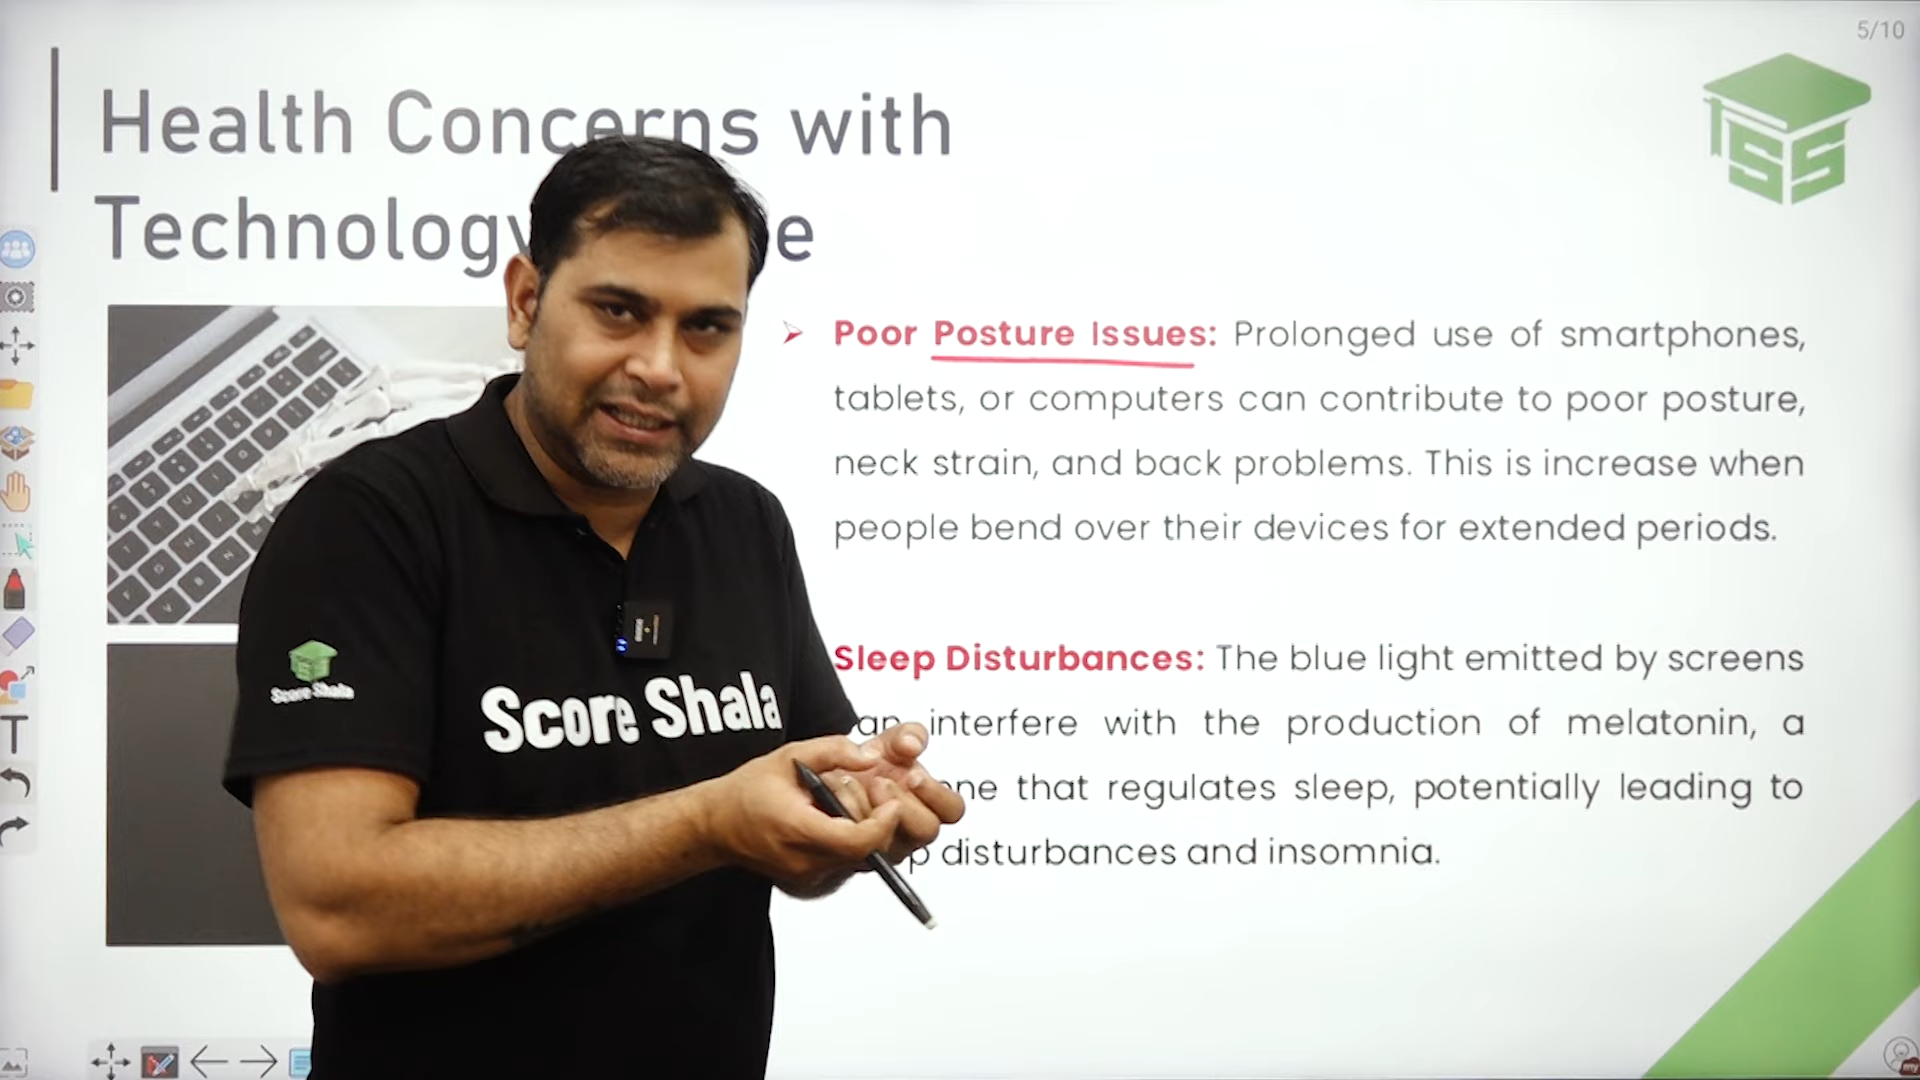 5/10
Health Concerns with
Technology
SS
Poor Posture Issues: Prolonged use of smartphones,
tablets, or computers can contribute to poor posture,
neck strain, and back problems. This is increase when
people bend over their devices for extended periods.
Sleep Disturbances: The blue light emitted by screens
interfere with the production of melatonin, a
that regulates sleep, potentially leading to
disturbances and insomnia.
Score Shala
Score Shala
T
my